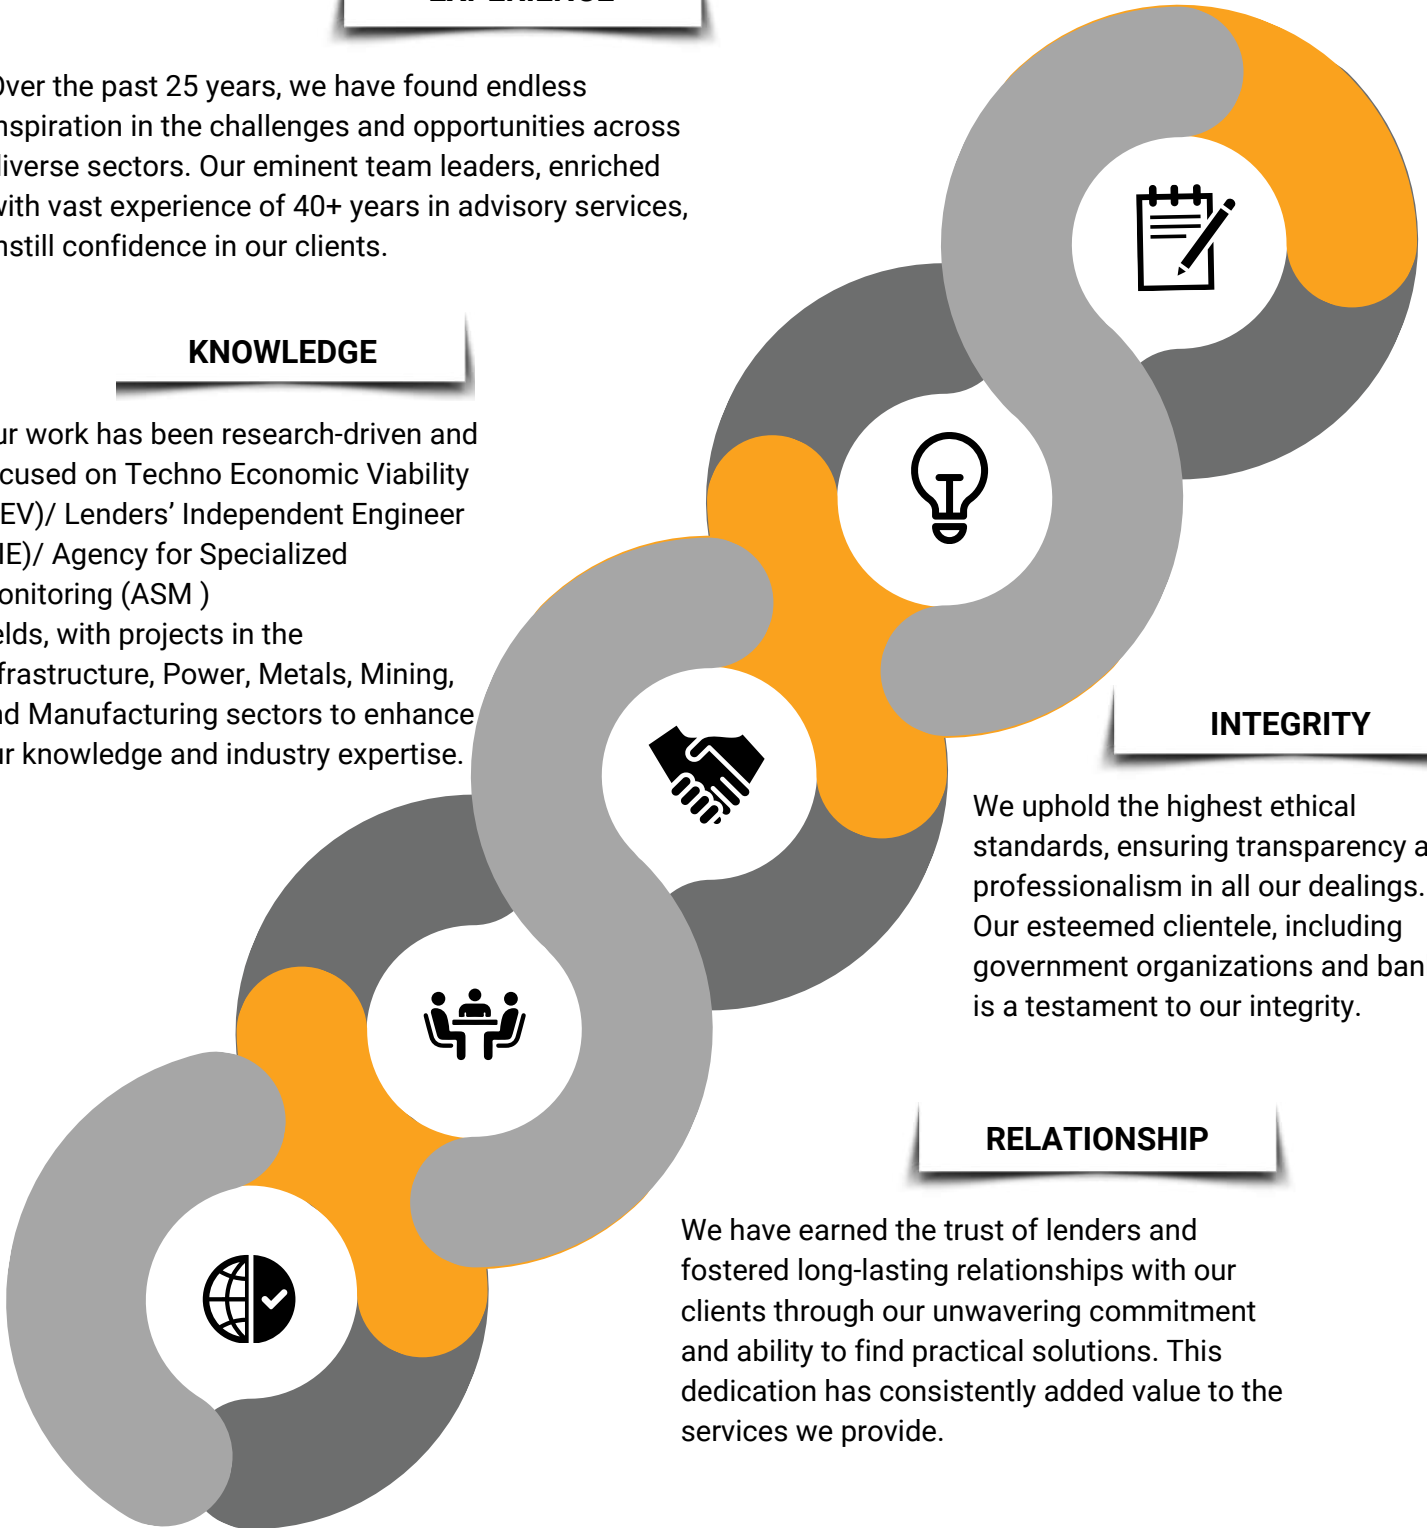 EXPERIENCE
Over the past 25 years, we have found endless
inspiration in the challenges and opportunities across
diverse sectors. Our eminent team leaders, enriched
with vast experience of 40+ years in advisory services,
instill confidence in our clients.
KNOWLEDGE
ur work has been research-driven and
cused on Techno Economic Viability
EV)/ Lenders’ Independent Engineer
IE)/ Agency for Specialized
onitoring (ASM )
elds, with projects in the
frastructure, Power, Metals, Mining,
nd Manufacturing sectors to enhance
ur knowledge and industry expertise.
INTEGRITY
We uphold the highest ethical
standards, ensuring transparency a
professionalism in all our dealings.
Our esteemed clientele, including
government organizations and ban
is a testament to our integrity.
RELATIONSHIP
We have earned the trust of lenders and
fostered long-lasting relationships with our
clients through our unwavering commitment
and ability to find practical solutions. This
dedication has consistently added value to the
services we provide.